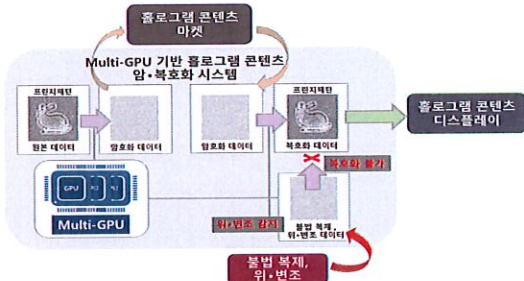 홀로그램 콘텐츠
마켓
Multi-GPU 기반 홀로그램 콘텐츠
암•복호화 시스템
프린지패턴
원본 데이터
암호화 데이터
암호화 데이터
프린지패턴
복호화 데이터
홀로그램 콘텐츠
디스플레이
복호화 불가
GPU
Multi-GPU
위•변조 감지
불법 복제,
위•변조 데이터
불법 복제,
위•변조